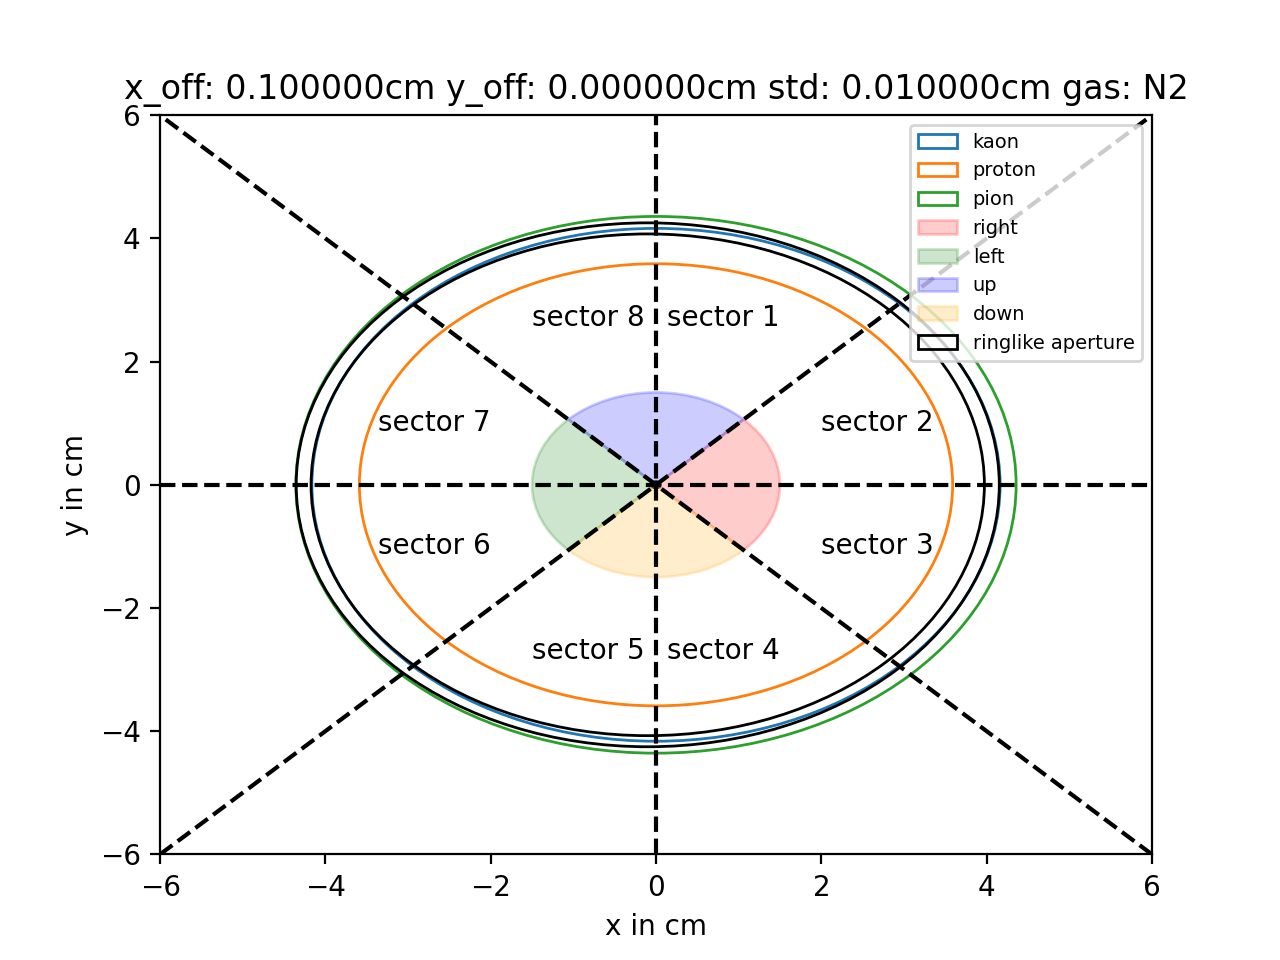 x_off: 0.100000cm y_off: 0.000000cm std: 0.010000cm gas: N2
6
4
2
0
−2
−4
−6
y in cm
kaon
proton
pion
right
left
up
down
ringlike aperture
sector 8 sector 1
sector 7 sector 2
sector 6 sector 3
sector 5 sector 4
−6 −4 −2 0 2 4 6
x in cm